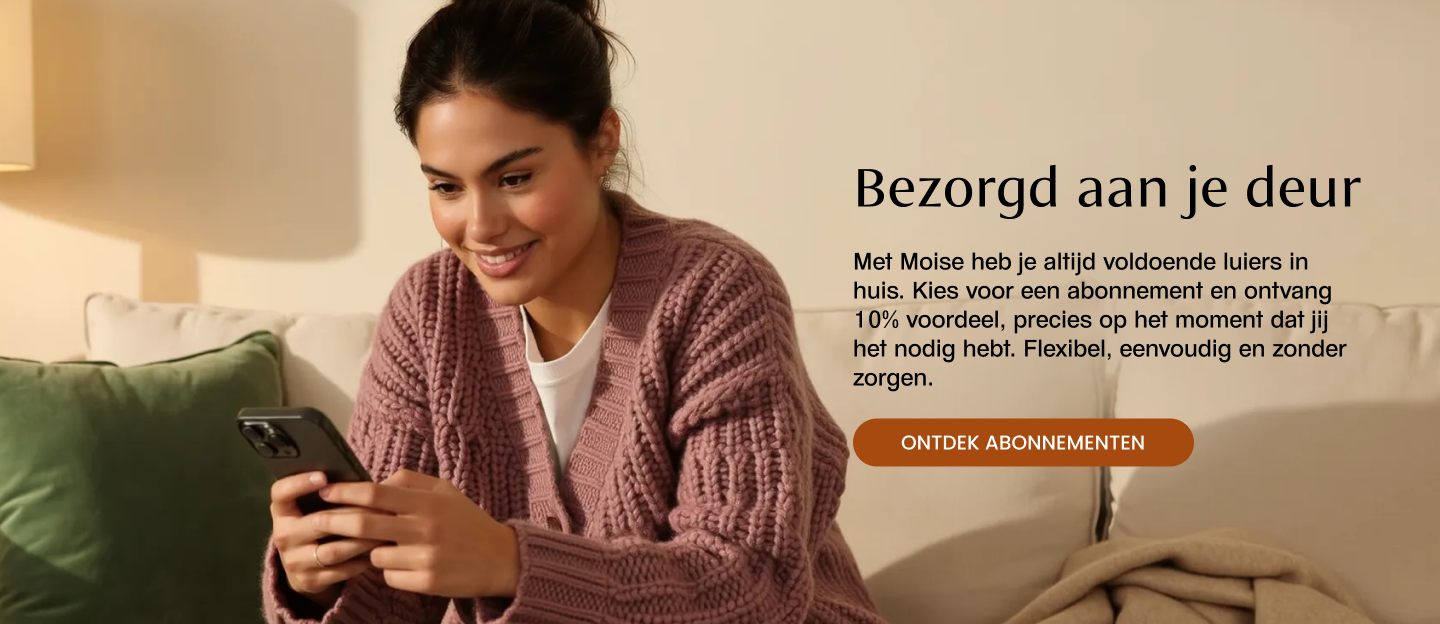 Bezorgd aan je deur
Met Moise heb je altijd voldoende luiers in
huis. Kies voor een abonnement en ontvang
10% voordeel, precies op het moment dat jij
het nodig hebt. Flexibel, eenvoudig en zonder
zorgen.
ONTDEK ABONNEMENTEN